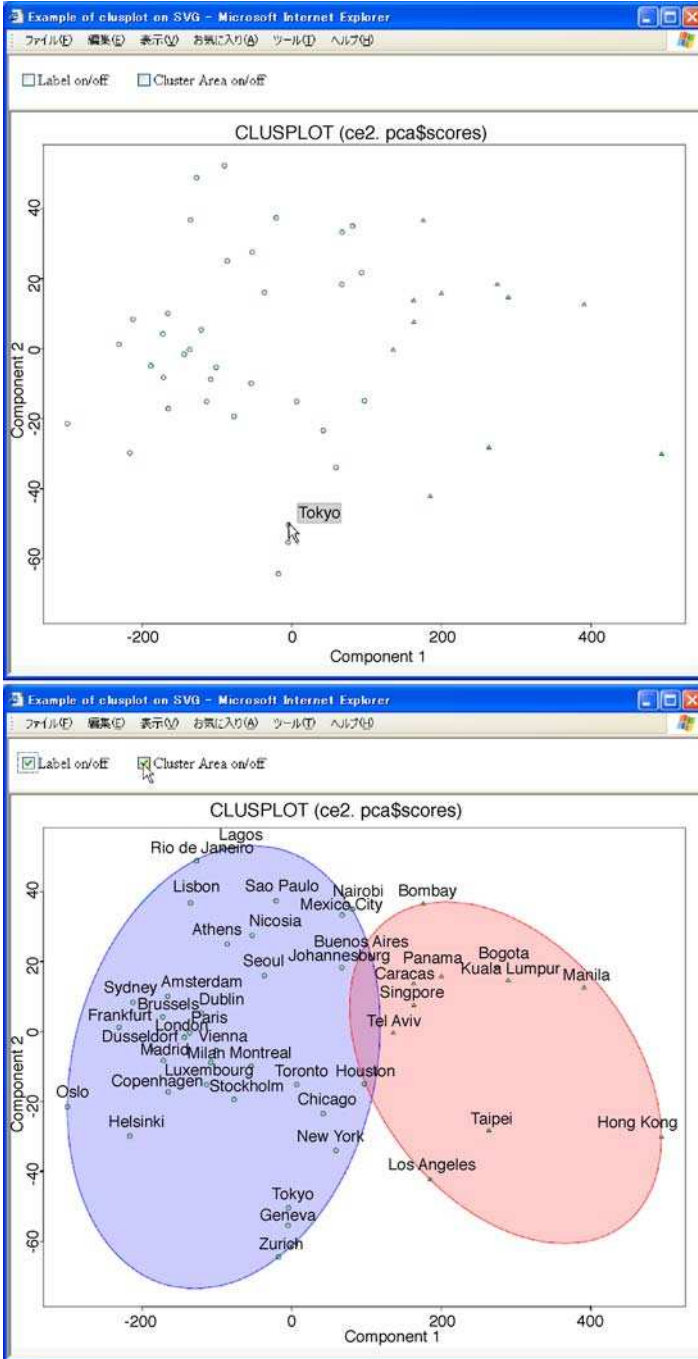 Example of clusplot on SVG - Microsoft Internet Explorer
ファイル(F) 編集(E) 表示(V) お気に入り(A) ツール(T) ヘルプ(H)
Label on/off Cluster Area on/off
CLUSPLOT (ce2. pca$scores)
40
20
0
-20
-40
-60
Component 2
Tokyo
-200 0 200 400
Component 1
Example of clusplot on SVG - Microsoft Internet Explorer
ファイル(F) 編集(E) 表示(V) お気に入り(A) ツール(T) ヘルプ(H)
Label on/off Cluster Area on/off
CLUSPLOT (ce2. pca$scores)
40
20
0
-20
-40
-60
Component 2
Lagos
Rio de Janeiro
Lisbon
Sao Paulo
Nairobi
Bombay
Mexico City
Athens
Nicosia
Buenos Aires
Johannesburg
Seoul
Caracas
Panama
Bogota
Kuala Lumpur
Manila
Sydney
Amsterdam
Singpore
Frankfurt
Brussels
Dublin
London
Paris
Tel Aviv
Dusseldorf
Vienna
Madrid
Milan
Montreal
Luxembourg
Copenhagen
Stockholm
Toronto
Houston
Oslo
Chicago
Helsinki
New York
Taipei
Hong Kong
Los Angeles
Tokyo
Geneva
Zurich
-200 0 200 400
Component 1